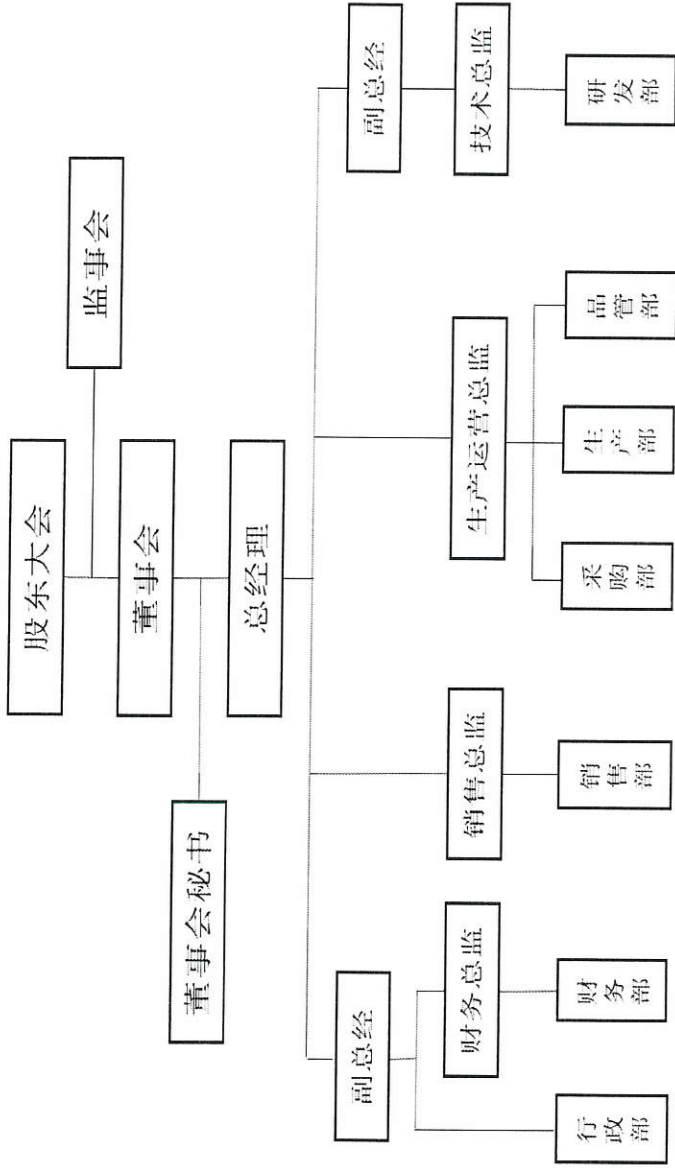 股东大会
监事会
董事会
董事会秘书
总经理
副总经
副总经
财务总监
销售总监
生产运营总监
技术总监
行政部
财务部
销售部
采购部
生产部
品管部
研发部